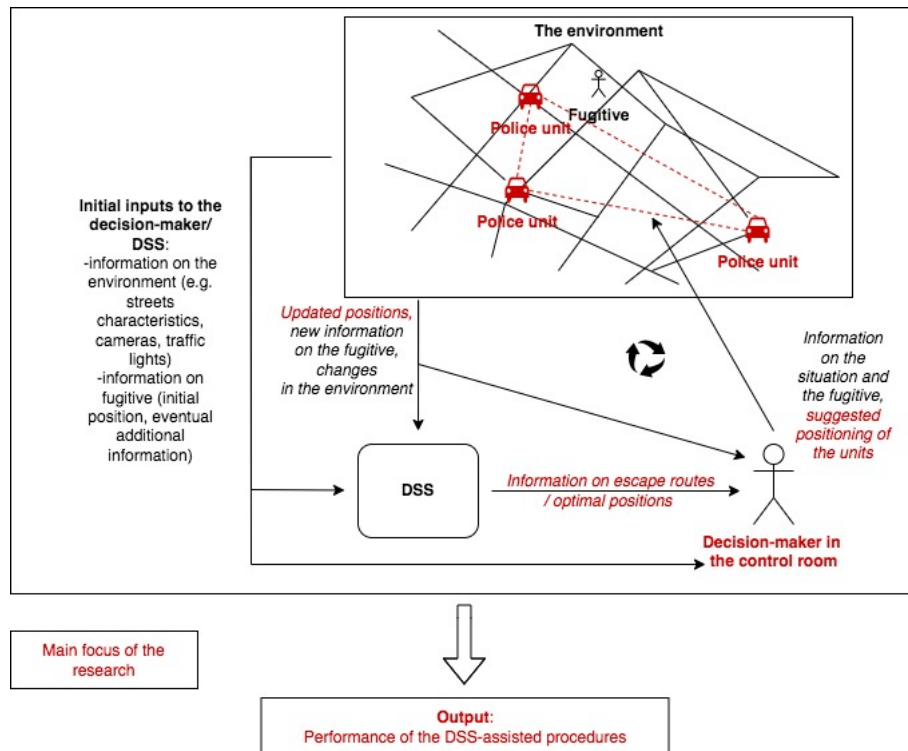 The environment
Fugitive
Police unit
Police unit
Police unit
Initial inputs to the
decision-maker/
DSS:
-information on the
environment (e.g.
streets
characteristics,
cameras, traffic
lights)
-information on
fugitive (initial
position, eventual
additional
information)
Updated positions,
new information
on the fugitive,
changes
in the environment
Information
on the
situation and
the fugitive,
suggested
positioning of
the units
DSS
Information on escape routes
/ optimal positions
Decision-maker in
the control room
Main focus of the
research
Output:
Performance of the DSS-assisted procedures